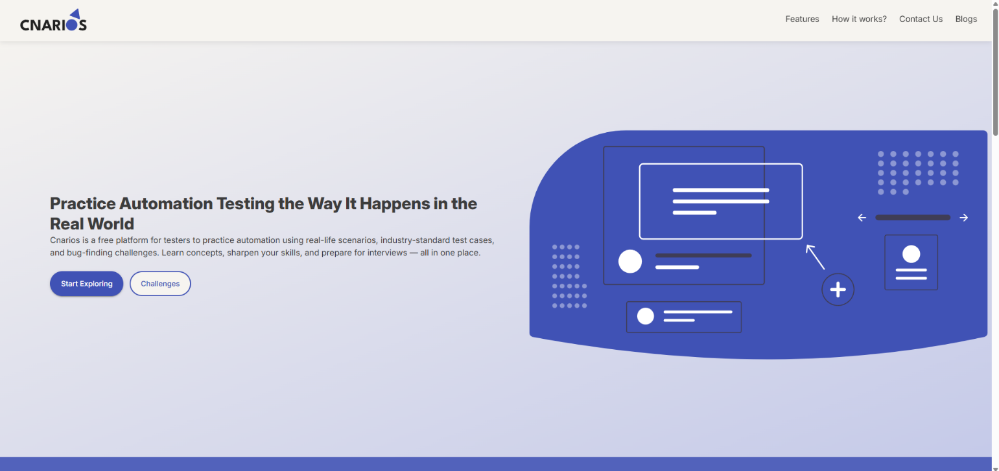 CNARIOS
Features
How it works?
Contact Us
Blogs
Practice Automation Testing the Way It Happens in the
Real World
Cnarios is a free platform for testers to practice automation using real-life scenarios, industry-standard test cases,
and bug-finding challenges. Learn concepts, sharpen your skills, and prepare for interviews — all in one place.
Start Exploring
Challenges